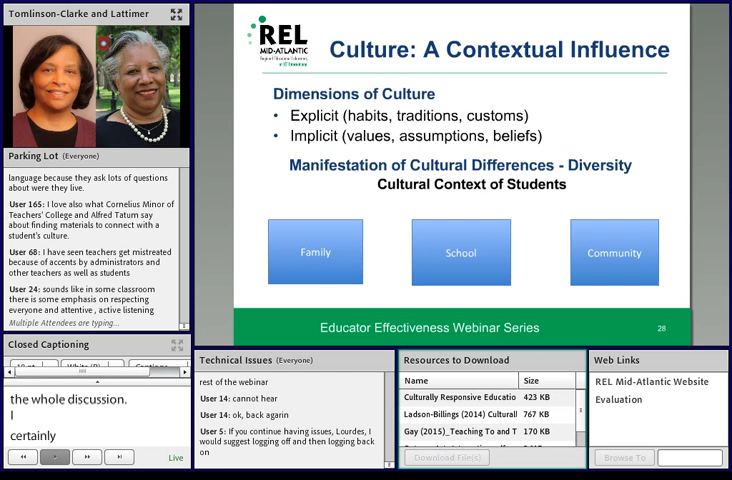 Tomlinson-Clarke and Lattimer
Parking Lot (Everyone)
language because they ask lots of questions
about were they live.
User 165: I love also what Cornelius Minor of
Teachers' College and Alfred Tatum say
about finding materials to connect with a
student's culture.
User 68: I have seen teachers get mistreated
because of accents by administrators and
other teachers as well as students
User 24: sounds like in some classroom
there is some emphasis on respecting
everyone and attentive , active listening
Multiple Attendees are typing...
Closed Captioning
the whole discussion.
I
certainly
Live
REL
MID-ATLANTIC
Culture: A Contextual Influence
Dimensions of Culture
• Explicit (habits, traditions, customs)
• Implicit (values, assumptions, beliefs)
Manifestation of Cultural Differences - Diversity
Cultural Context of Students
Family
School
Community
Educator Effectiveness Webinar Series
28
Technical Issues (Everyone)
rest of the webinar
User 14: cannot hear
User 14: ok, back agarin
User 5: If you continue having issues, Lourdes, I
would suggest logging off and then logging back
on
Resources to Download
Name Size
Culturally Responsive Educatio 423 KB
Ladson-Billings (2014) Culturall 767 KB
Gay (2015)_Teaching To and T 170 KB
Download File(s)
Web Links
REL Mid-Atlantic Website
Evaluation
Browse To